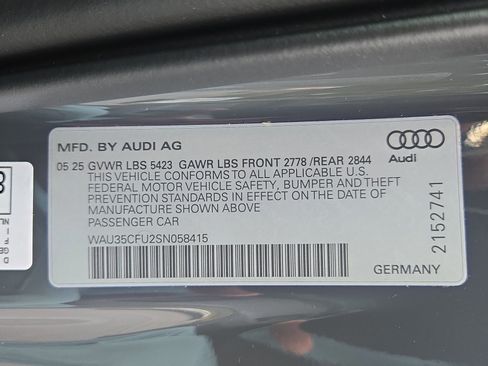 MFD. BY AUDI AG
Audi
05 25 GVWR LBS 5423 GAWR LBS FRONT 2778 /REAR 2844
THIS VEHICLE CONFORMS TO ALL APPLICABLE U.S.
FEDERAL MOTOR VEHICLE SAFETY, BUMPER AND THEFT
PREVENTION STANDARDS IN EFFECT ON THE DATE OF
MANUFACTURE SHOWN ABOVE
PASSENGER CAR
WAU35CFU2SN058415
GERMANY
2152741